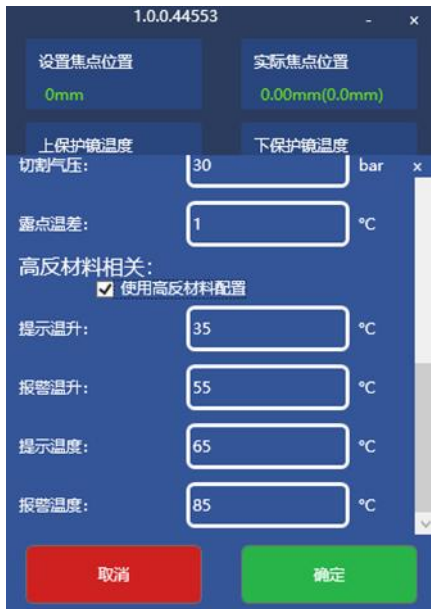 1.0.0.44553 - ×
设置焦点位置 实际焦点位置
0mm 0.00mm(0.0mm)
上保护镜温度 下保护镜温度
切割气压: 30 bar ×
露点温差: 1 °C
高反材料相关:
使用高反材料配置
提示温升: 35 °C
报警温升: 55 °C
提示温度: 65 °C
报警温度: 85 °C
取消 确定